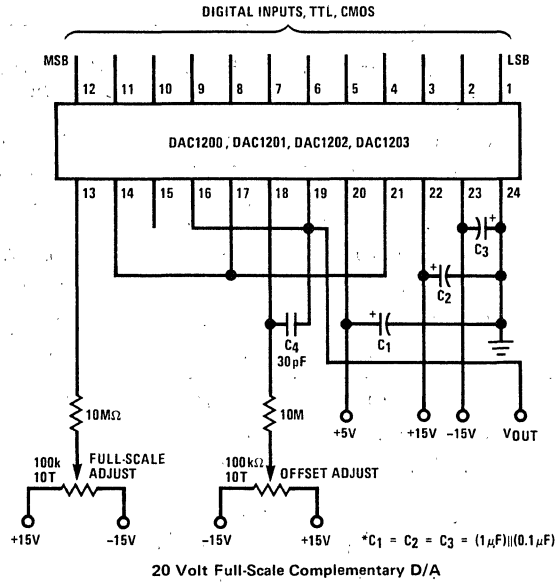 DIGITAL INPUTS, TTL, CMOS
MSB
LSB
12 11 10 9 8 7 6 5 4 3 2 1
DAC1200, DAC1201, DAC1202, DAC1203
13 14 15 16 17 18 19 20 21 22 23 24
+
C3
+
C2
+
C1
C4
30pF
10MΩ
10M
+5V +15V -15V VOUT
100k
10T
FULL-SCALE
ADJUST
100kΩ
10T
OFFSET ADJUST
+15V -15V -15V +15V
*C1 = C2 = C3 = (1μF)||(0.1μF)
20 Volt Full-Scale Complementary D/A